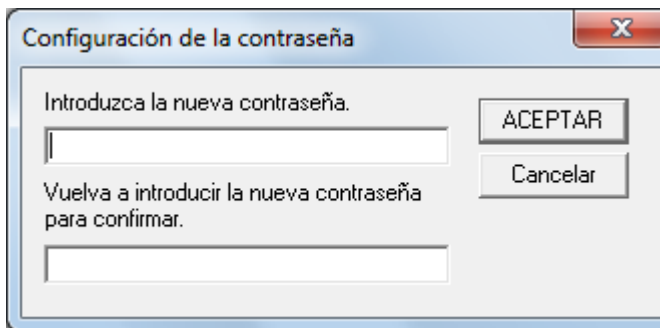 Configuración de la contraseña
Introduzca la nueva contraseña.
ACEPTAR
Cancelar
Vuelva a introducir la nueva contraseña
para confirmar.